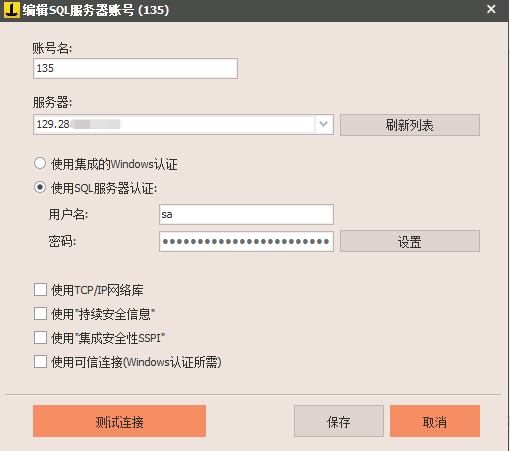 编辑SQL服务器账号 (135)
账号名:
135
服务器:
129.28
刷新列表
使用集成的Windows认证
使用SQL服务器认证:
用户名:
sa
密码:
设置
使用TCP/IP网络库
使用"持续安全信息"
使用"集成安全性SSPI"
使用可信连接(Windows认证所需)
测试连接
保存
取消